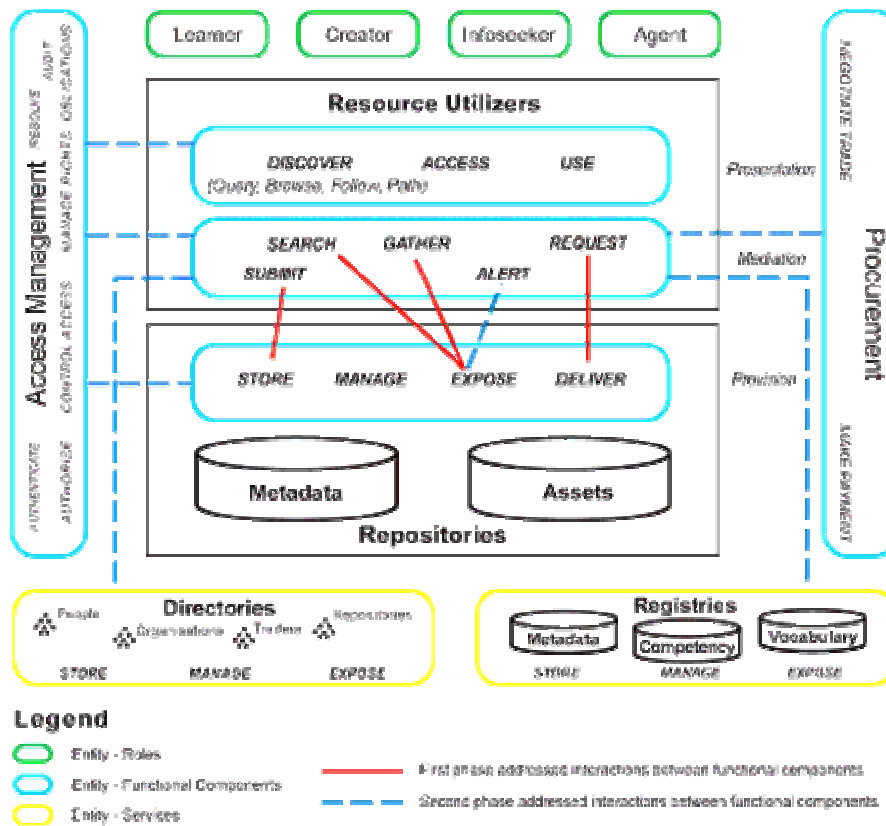 Learner
Creator
Infoseeker
Agent
Resource Utilizers
DISCOVER ACCESS USE
(Query, Browse, Follow, Path)
SEARCH GATHER REQUEST
SUBMIT ALERT
STORE MANAGE EXPOSE DELIVER
Metadata
Assets
Repositories
Access Management
AUDIT
RESOLVE OBLIGATIONS
MANAGE RIGHTS
CONTROL ACCESS
AUTHENTICATE
AUTHORIZE
Presentation
Mediation
Provision
Procurement
NEGOTIATE TRADE
MAKE PAYMENT
Directories
People
Organisations
Traders
Repositories
STORE MANAGE EXPOSE
Registries
Metadata
Competency
Vocabulary
STORE MANAGE EXPOSE
Legend
Entity - Roles
Entity - Functional Components
Entity - Services
First phase addressed interactions between functional components
Second phase addressed interactions between functional components